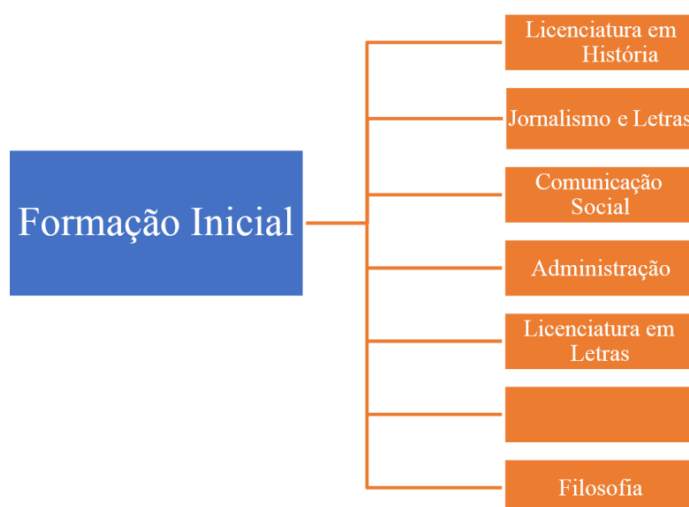 Formação Inicial
Licenciatura em
História
Jornalismo e Letras
Comunicação
Social
Administração
Licenciatura em
Letras
Filosofia